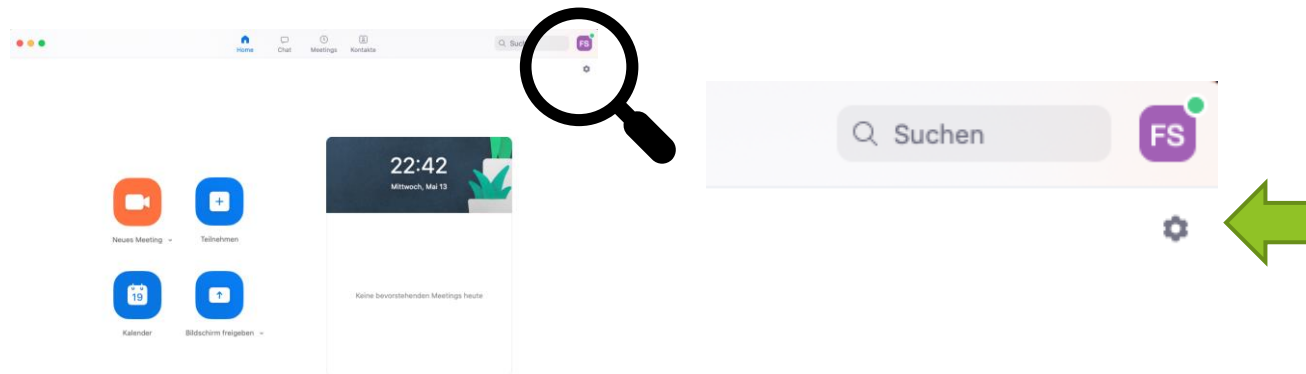 Home Chat Meetings Kontakte
FS
22:42
Mittwoch, Mai 13
Neues Meeting Teilnehmen
19
Kalender Bildschirm freigeben
Keine bevorstehenden Meetings heute
Suchen FS